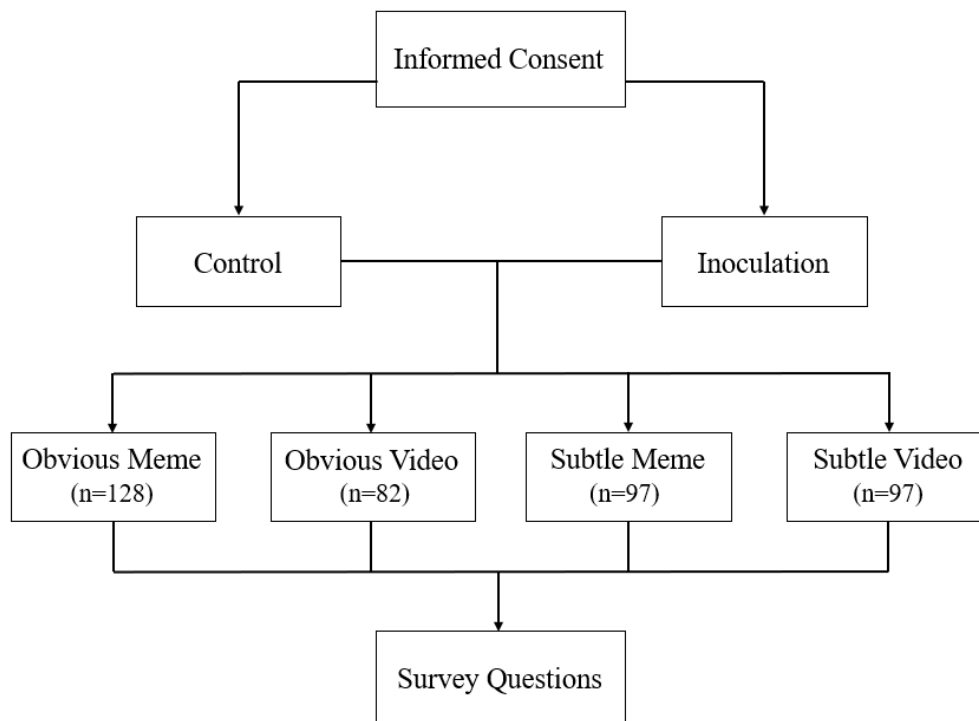 Informed Consent
Control
Inoculation
Obvious Meme
(n=128)
Obvious Video
(n=82)
Subtle Meme
(n=97)
Subtle Video
(n=97)
Survey Questions